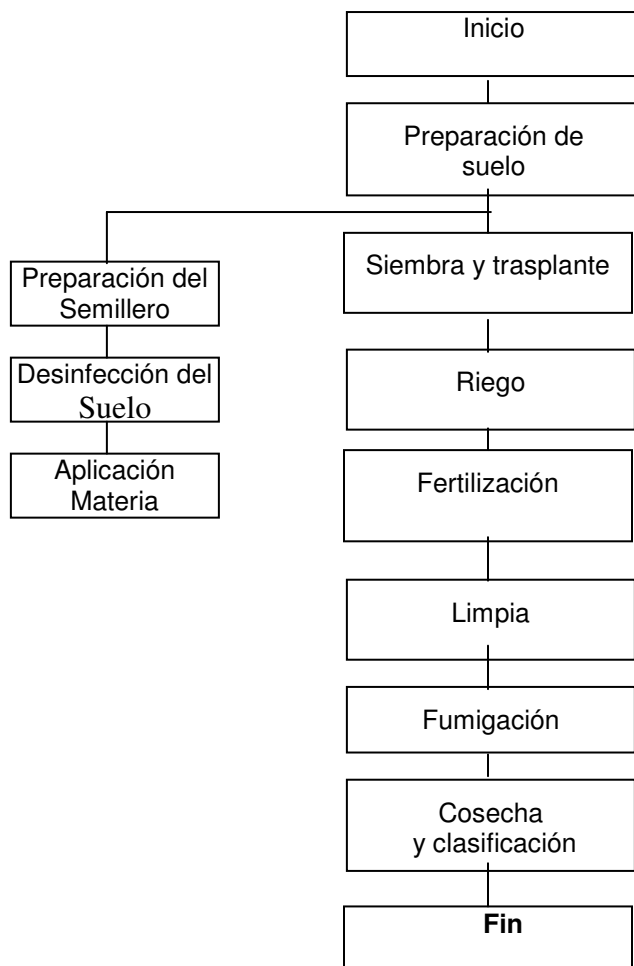 Inicio
Preparación de
suelo
Siembra y trasplante
Preparación del
Semillero
Desinfección del
Suelo
Aplicación
Materia
Riego
Fertilización
Limpia
Fumigación
Cosecha
y clasificación
Fin